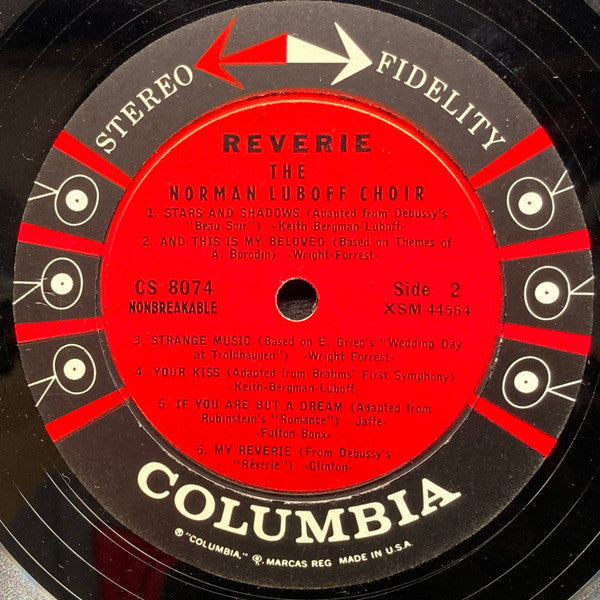 STEREO FIDELITY
REVERIE
THE
NORMAN LUBOFF CHOIR
1. STARS AND SHADOWS (Adapted from Debussy's
"Beau Soir") -Keith-Bergman-Luboff-
2. AND THIS IS MY BELOVED (Based on Themes of
A. Borodin) -Wright-Forrest-
CS 8074
NONBREAKABLE
Side 2
XSM 44564
3. STRANGE MUSIC (Based on E. Grieg's "Wedding Day
at Troldhaugen") -Wright-Forrest-
4. YOUR KISS (Adapted from Brahms' First Symphony)
-Keith-Bergman-Luboff-
5. IF YOU ARE BUT A DREAM (Adapted from
Rubinstein's "Romance") -Jaffe-
-Fulton-Bonx-
6. MY REVERIE (From Debussy's
"Rêverie") -Clinton-
COLUMBIA
® "COLUMBIA," ®, MARCAS REG. MADE IN U.S.A.